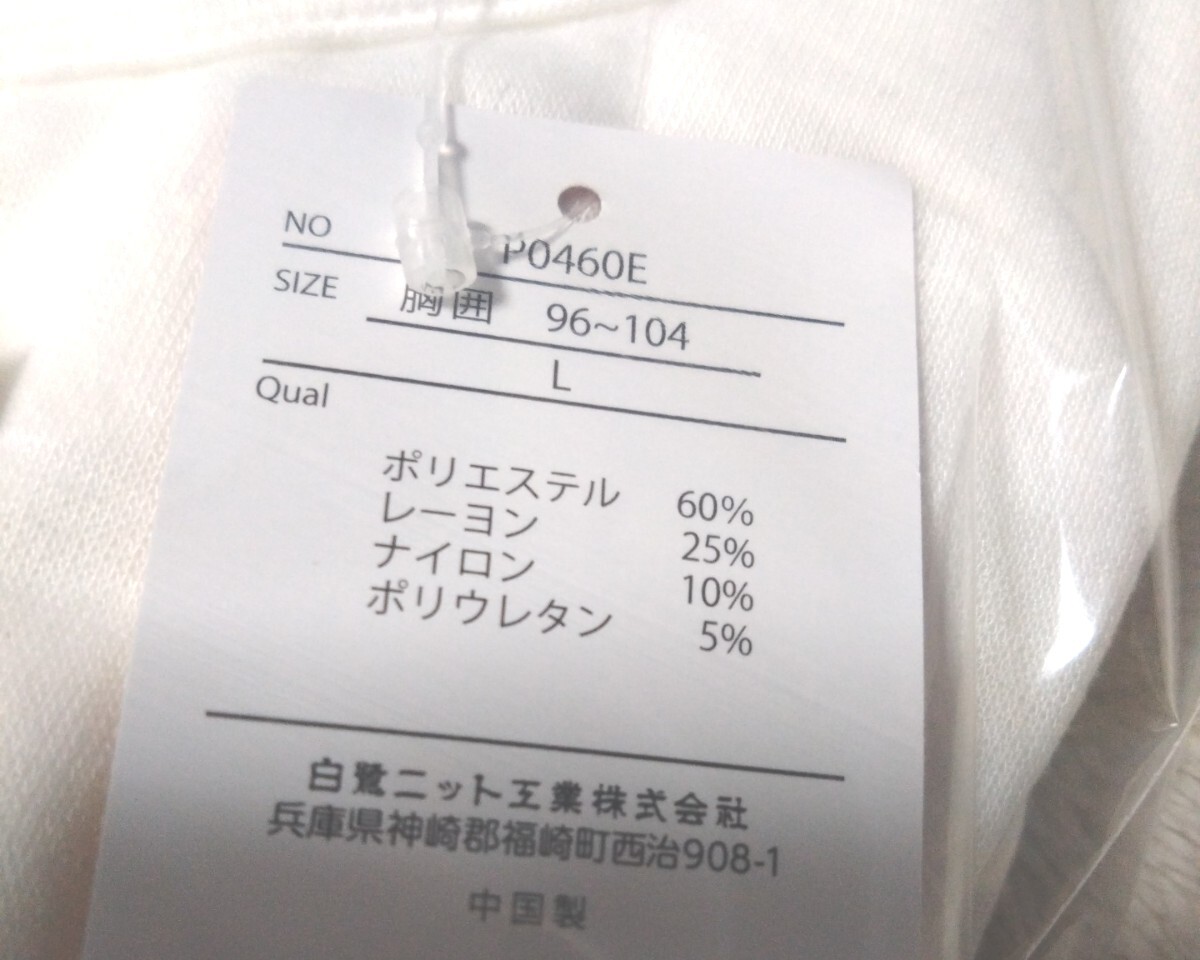 NO P0460E
SIZE 胸囲 96~104
L
Qual
ポリエステル 60%
レーヨン 25%
ナイロン 10%
ポリウレタン 5%
白鷺ニット工業株式会社
兵庫県神崎郡福崎町西治908-1
中国製